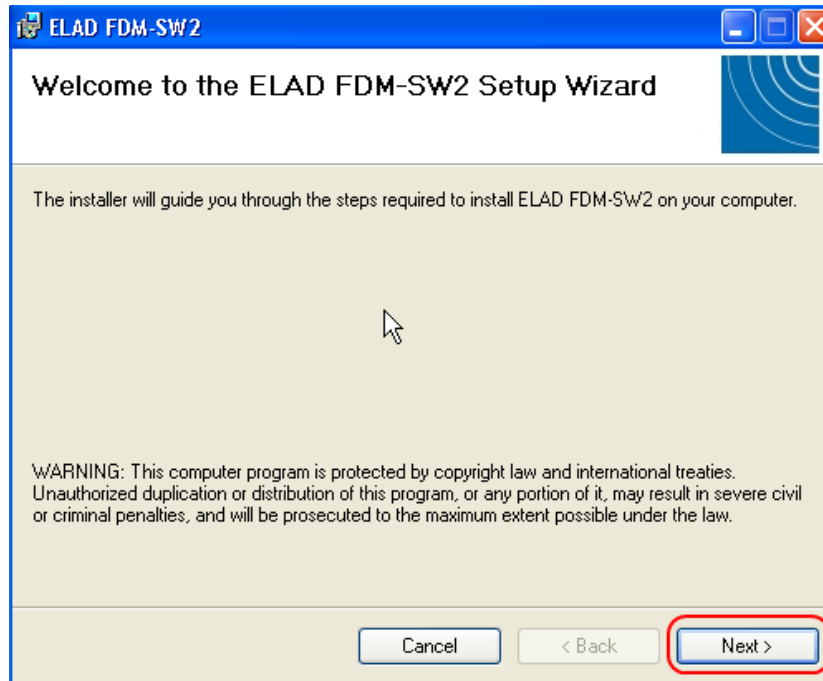 ELAD FDM-SW2
Welcome to the ELAD FDM-SW2 Setup Wizard
The installer will guide you through the steps required to install ELAD FDM-SW2 on your computer.
WARNING: This computer program is protected by copyright law and international treaties.
Unauthorized duplication or distribution of this program, or any portion of it, may result in severe civil
or criminal penalties, and will be prosecuted to the maximum extent possible under the law.
Cancel
< Back
Next >